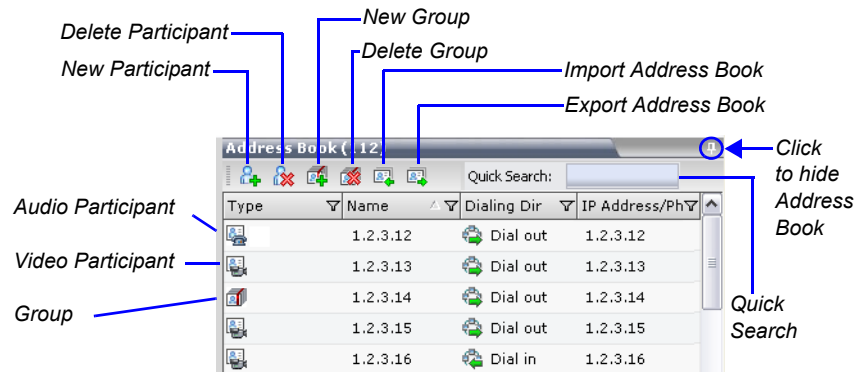 New Group
Delete Participant
Delete Group
New Participant
Import Address Book
Export Address Book
Address Book (112)
Click
to hide
Address
Book
Quick Search:
Type Name Dialing Dir IP Address/Ph
Audio Participant
1.2.3.12 Dial out 1.2.3.12
Video Participant
1.2.3.13 Dial out 1.2.3.13
Group
1.2.3.14 Dial out 1.2.3.14
Quick
Search
1.2.3.15 Dial out 1.2.3.15
1.2.3.16 Dial in 1.2.3.16